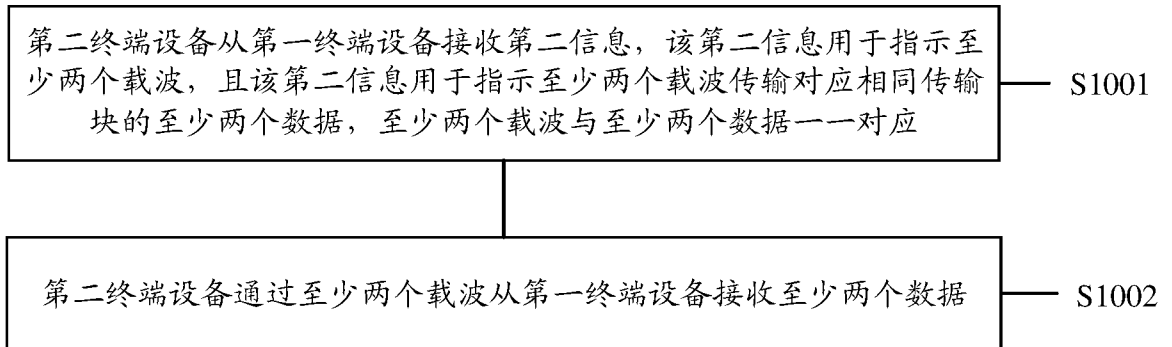 第二终端设备从第一终端设备接收第二信息，该第二信息用于指示至
少两个载波，且该第二信息用于指示至少两个载波传输对应相同传输
块的至少两个数据，至少两个载波与至少两个数据一一对应
S1001
第二终端设备通过至少两个载波从第一终端设备接收至少两个数据
S1002